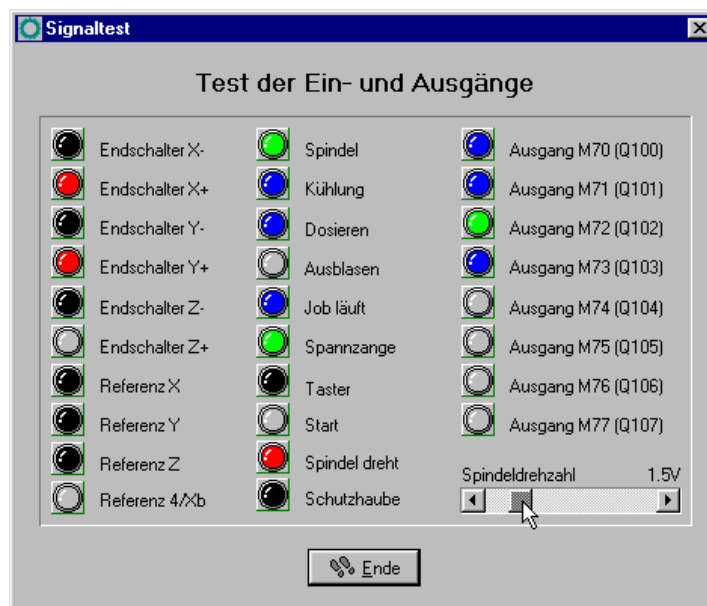 Signaltest
Test der Ein- und Ausgänge
Endschalter X-
Endschalter X+
Endschalter Y-
Endschalter Y+
Endschalter Z-
Endschalter Z+
Referenz X
Referenz Y
Referenz Z
Referenz 4/Xb
Spindel
Kühlung
Dosieren
Ausblasen
Job läuft
Spannzange
Taster
Start
Spindel dreht
Schutzhaube
Ausgang M70 (Q100)
Ausgang M71 (Q101)
Ausgang M72 (Q102)
Ausgang M73 (Q103)
Ausgang M74 (Q104)
Ausgang M75 (Q105)
Ausgang M76 (Q106)
Ausgang M77 (Q107)
Spindeldrehzahl 1.5V
Ende